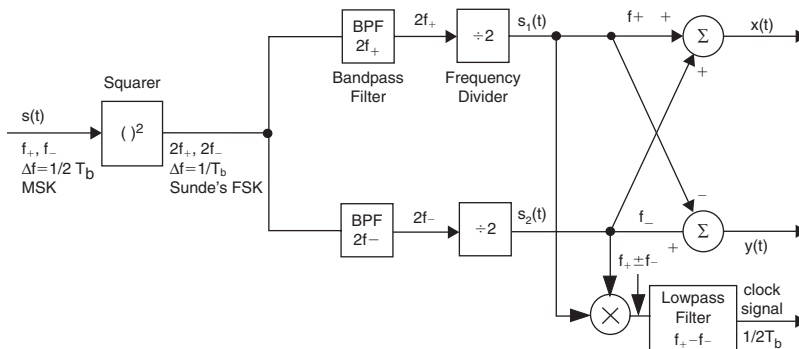 Squarer
s(t)
f+, f−
Δf=1/2 Tb
MSK
( )²
2f+, 2f−
Δf=1/Tb
Sunde's FSK
BPF
2f+
Bandpass
Filter
2f+
÷2
Frequency
Divider
s1(t)
f+
+
Σ
x(t)
+
BPF
2f−
2f−
÷2
s2(t)
f−
−
+
Σ
y(t)
f+±f−
×
Lowpass
Filter
f+−f−
clock
signal
1/2Tb